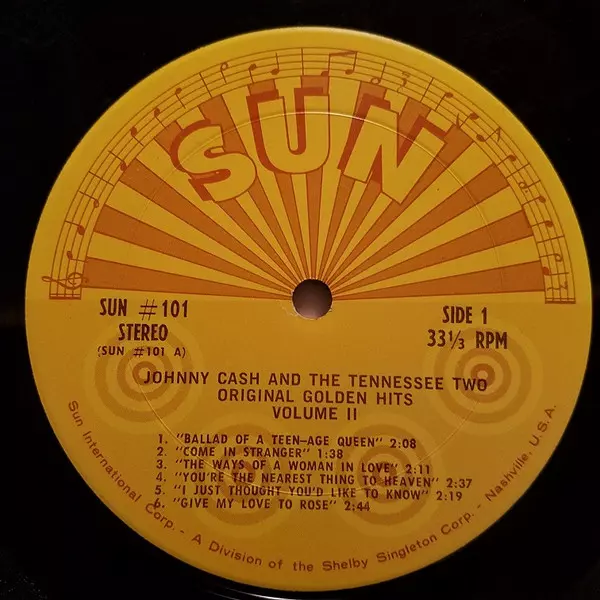 SUN
SUN #101
STEREO
(SUN #101 A)
SIDE 1
33⅓ RPM
JOHNNY CASH AND THE TENNESSEE TWO
ORIGINAL GOLDEN HITS
VOLUME II
1. "BALLAD OF A TEEN-AGE QUEEN" 2:08
2. "COME IN STRANGER" 1:38
3. "THE WAYS OF A WOMAN IN LOVE" 2:11
4. "YOU'RE THE NEAREST THING TO HEAVEN" 2:37
5. "I JUST THOUGHT YOU'D LIKE TO KNOW" 2:19
6. "GIVE MY LOVE TO ROSE" 2:44
Sun International Corp. - A Division of the Shelby Singleton Corp. - Nashville, U.S.A.